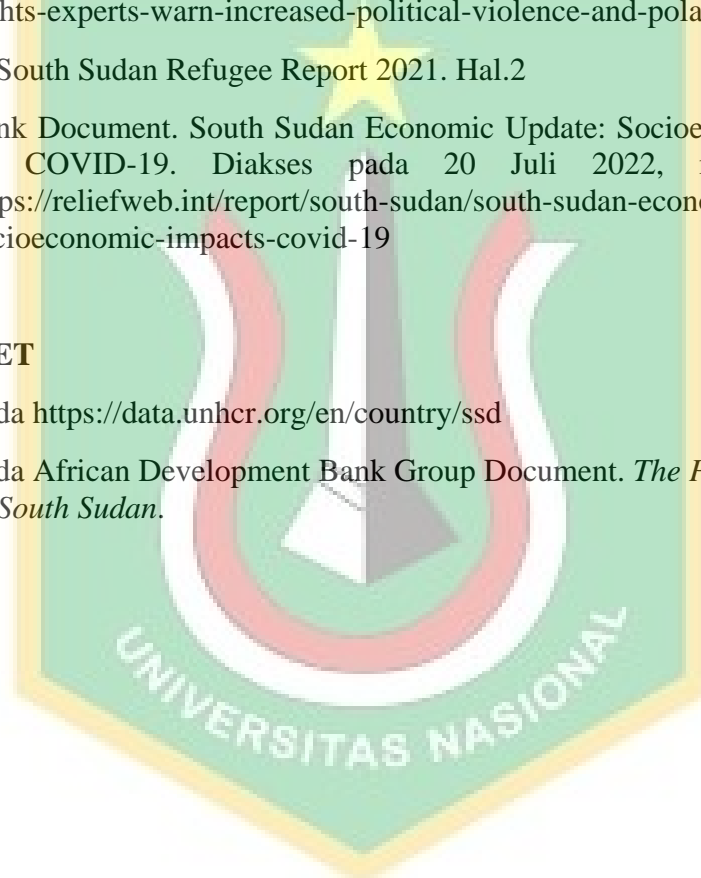 hts-experts-warn-increased-political-violence-and-pola
South Sudan Refugee Report 2021. Hal.2
nk Document. South Sudan Economic Update: Socioe
COVID-19. Diakses pada 20 Juli 2022,
ps://reliefweb.int/report/south-sudan/south-sudan-econ
cioeconomic-impacts-covid-19
ET
da https://data.unhcr.org/en/country/ssd
da African Development Bank Group Document. The
South Sudan.
UNIVERSITAS NASIONAL